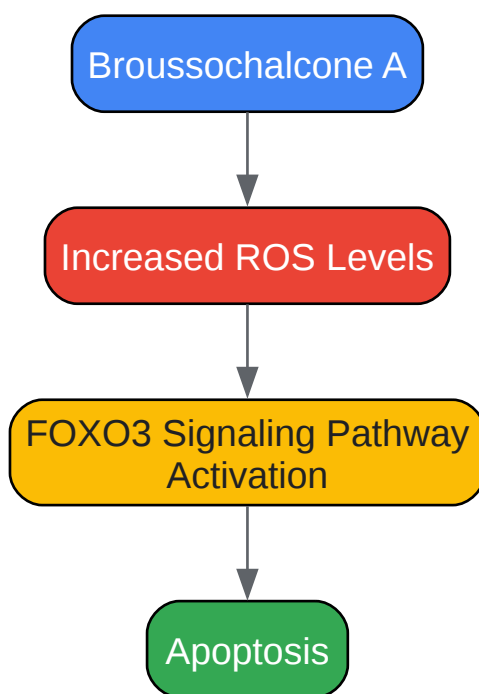 Broussochalcone A
Increased ROS Levels
FOXO3 Signaling Pathway
Activation
Apoptosis